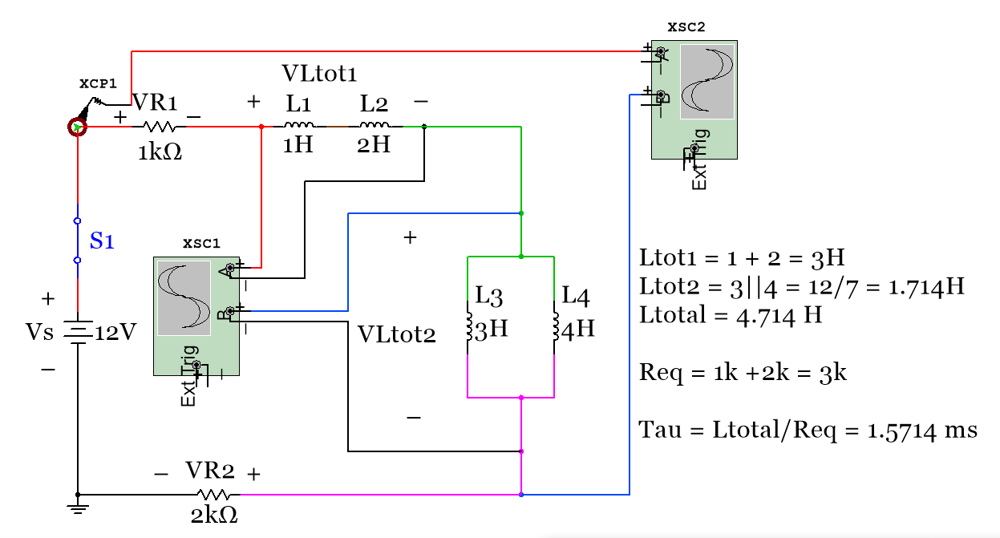 XSC2
+
A
−
+
B
−
Ext Trig
+
XCP1
VLtot1
VR1
+ −
+ L1 L2 −
1kΩ
1H 2H
S1
XSC1
+
A
−
+
B
−
Ext Trig
+ −
+
Vs 12V
−
+
VLtot2
−
L3 L4
3H 4H
− VR2 +
2kΩ
Ltot1 = 1 + 2 = 3H
Ltot2 = 3||4 = 12/7 = 1.714H
Ltotal = 4.714 H
Req = 1k +2k = 3k
Tau = Ltotal/Req = 1.5714 ms